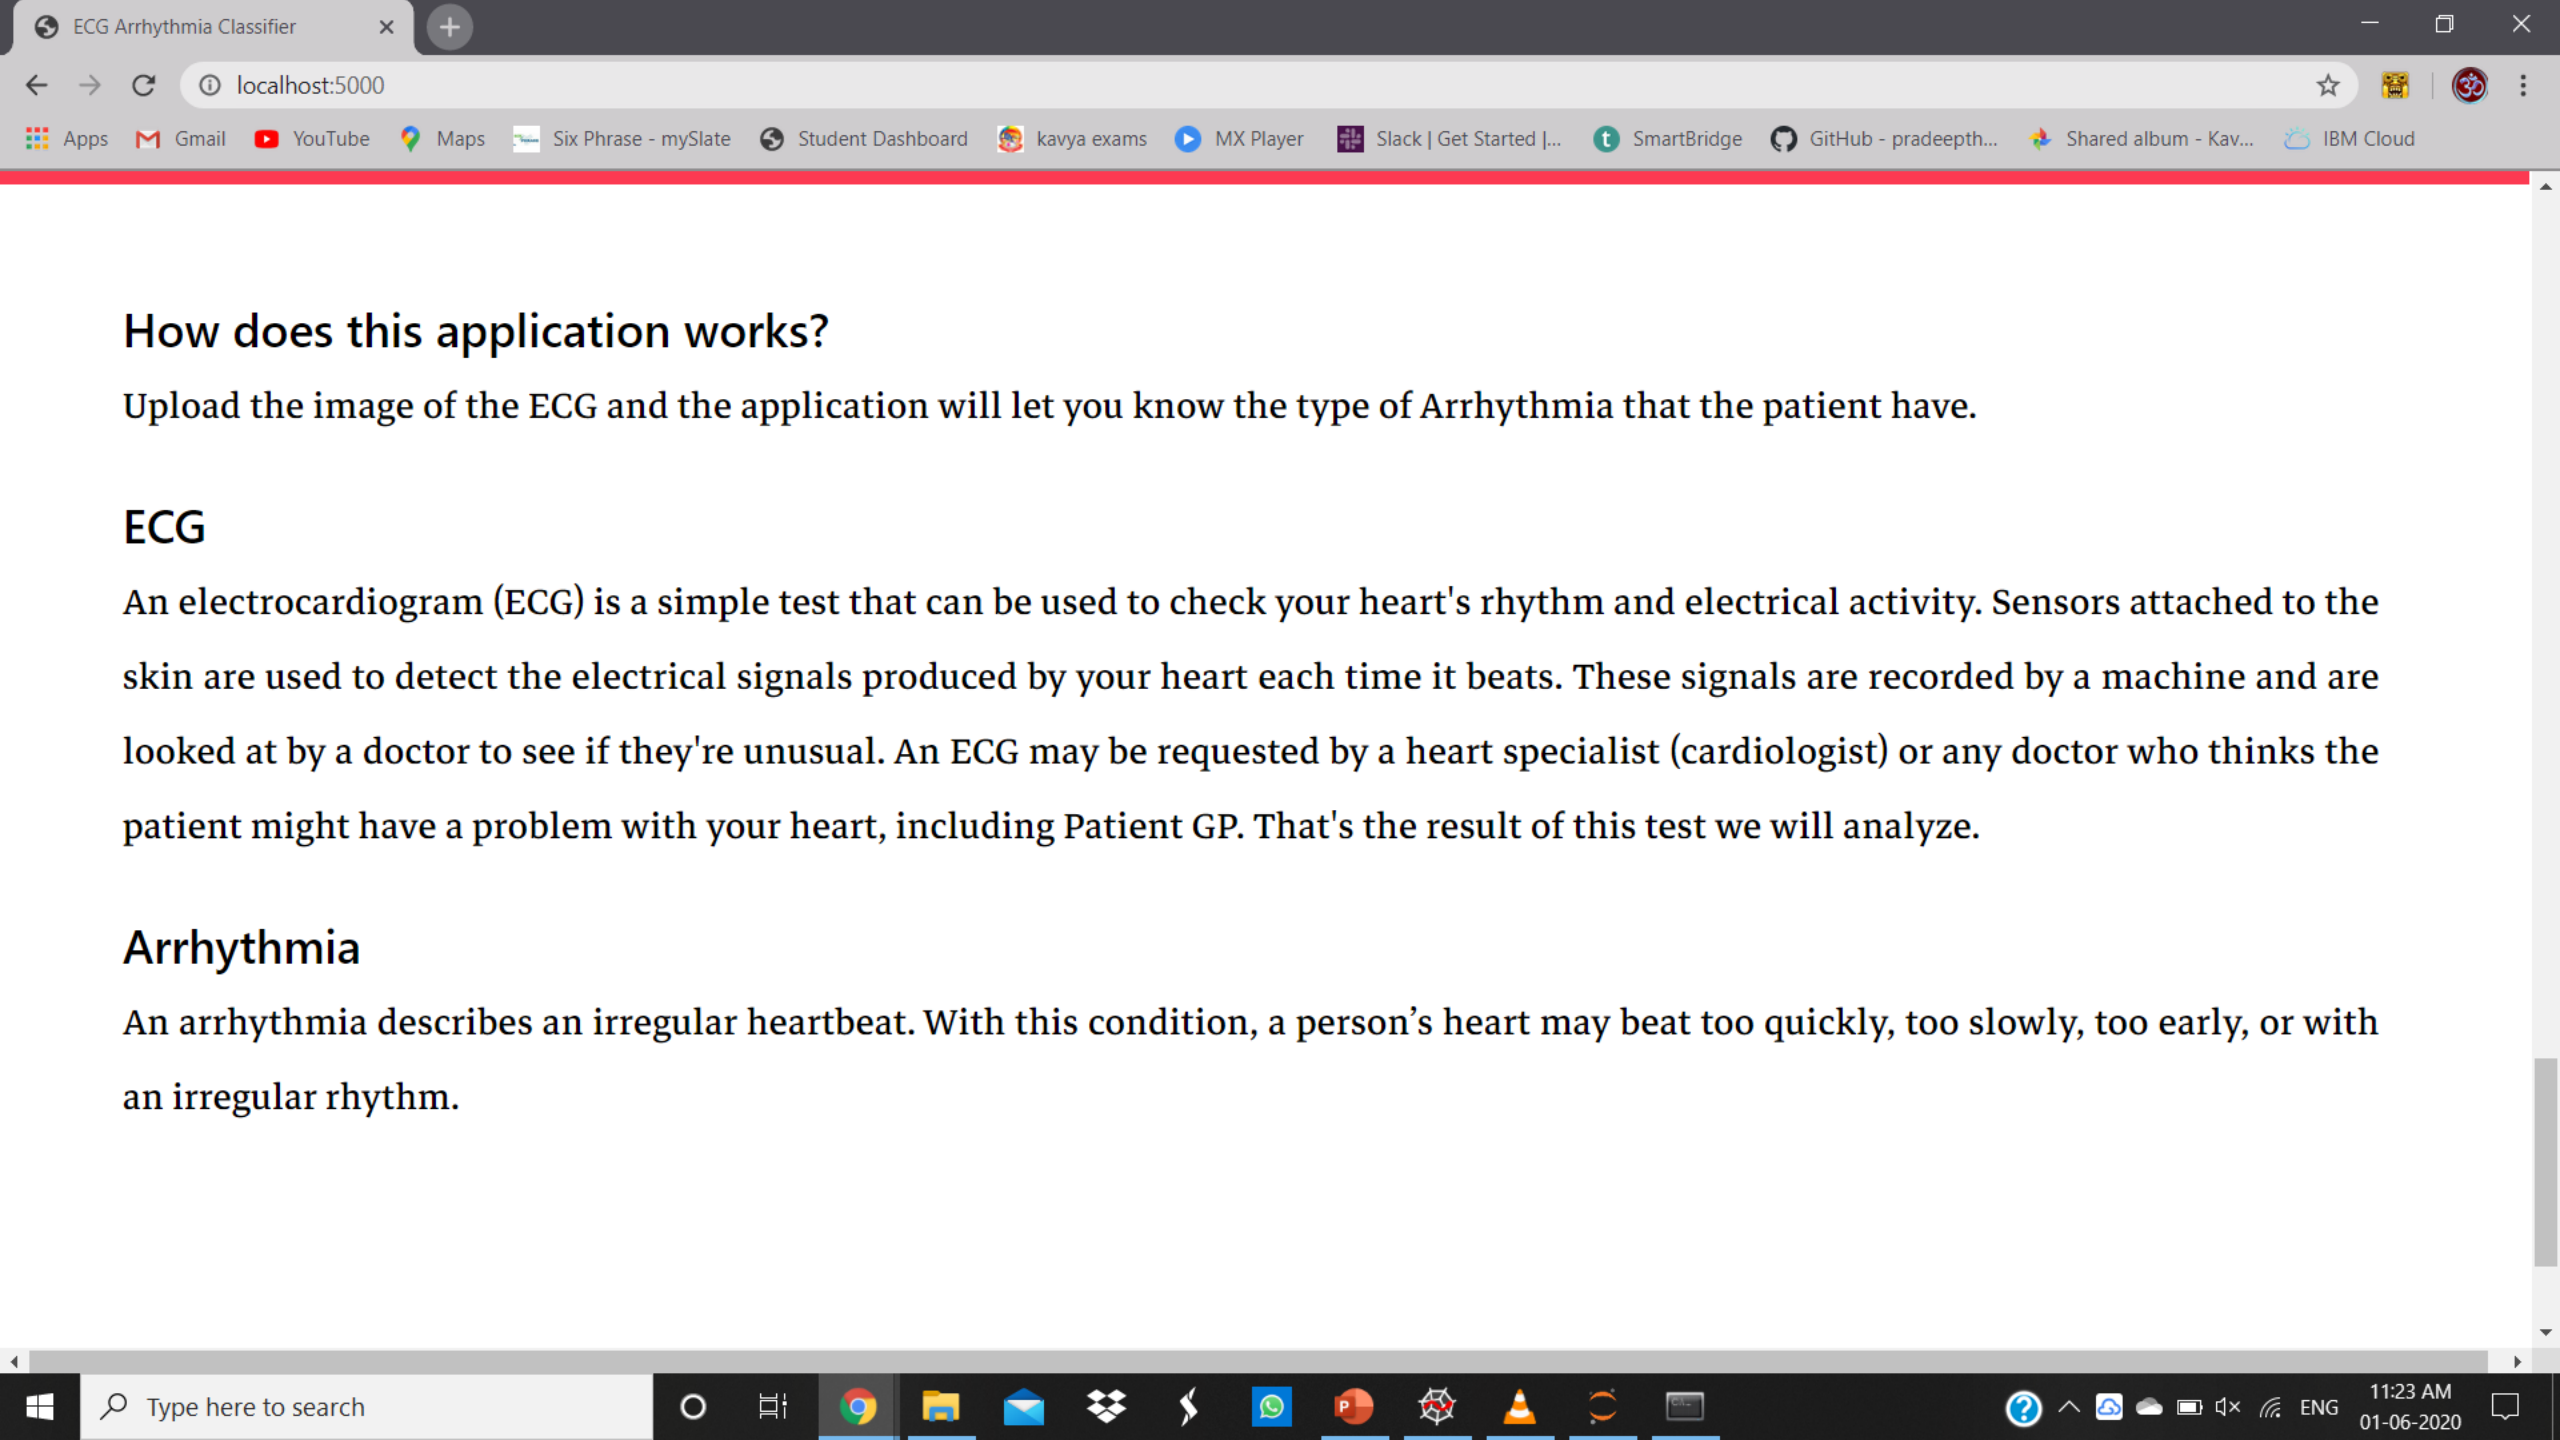 ECG Arrhythmia Classifier
localhost:5000
Apps Gmail YouTube Maps Six Phrase - mySlate Student Dashboard kavya exams MX Player Slack | Get Started |... SmartBridge GitHub - pradeepth... Shared album - Kav... IBM Cloud
How does this application works?
Upload the image of the ECG and the application will let you know the type of Arrhythmia that the patient have.
ECG
An electrocardiogram (ECG) is a simple test that can be used to check your heart's rhythm and electrical activity. Sensors attached to the
skin are used to detect the electrical signals produced by your heart each time it beats. These signals are recorded by a machine and are
looked at by a doctor to see if they're unusual. An ECG may be requested by a heart specialist (cardiologist) or any doctor who thinks the
patient might have a problem with your heart, including Patient GP. That's the result of this test we will analyze.
Arrhythmia
An arrhythmia describes an irregular heartbeat. With this condition, a person’s heart may beat too quickly, too slowly, too early, or with
an irregular rhythm.
Type here to search
ENG
11:23 AM
01-06-2020